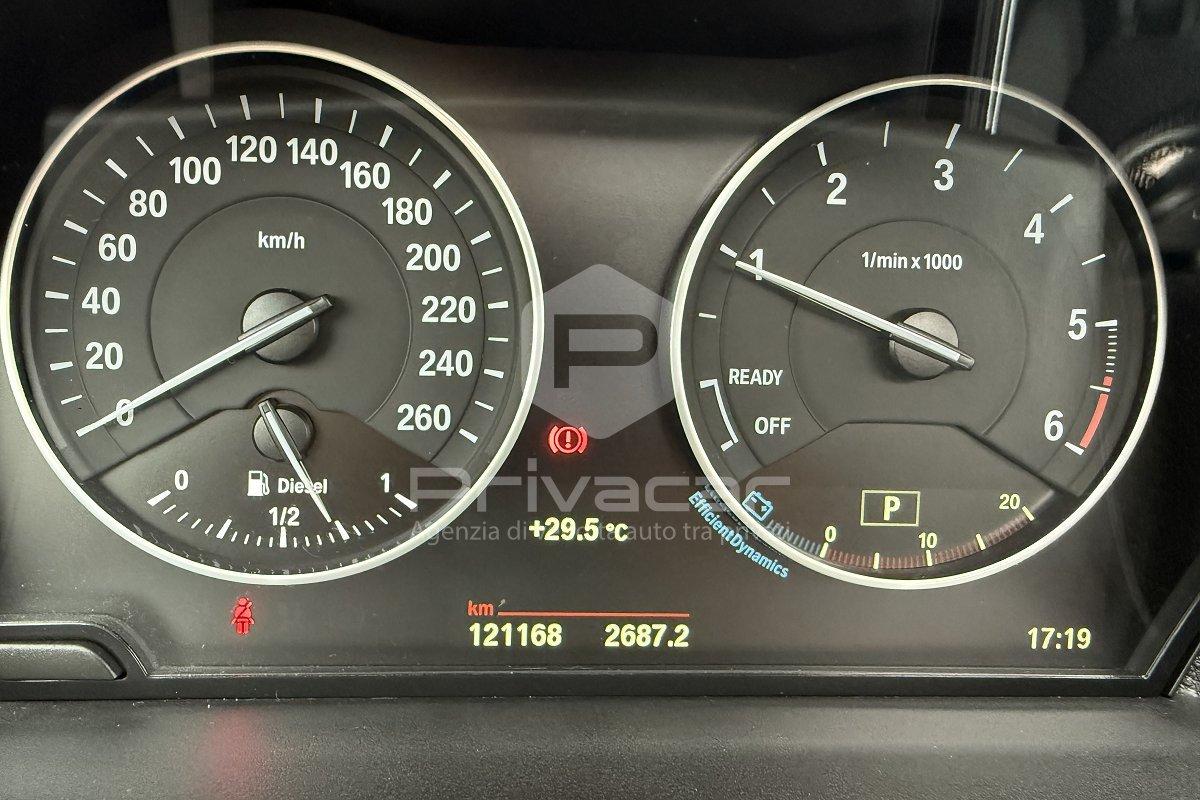 0
20
40
60
80
100
120
140
160
180
200
220
240
260
km/h
0
Diesel
1/2
1
1
2
3
4
5
6
1/min x 1000
READY
OFF
P
0
10
20
EfficientDynamics
P
Privacar
+29.5 °C
km
121168 2687.2
17:19